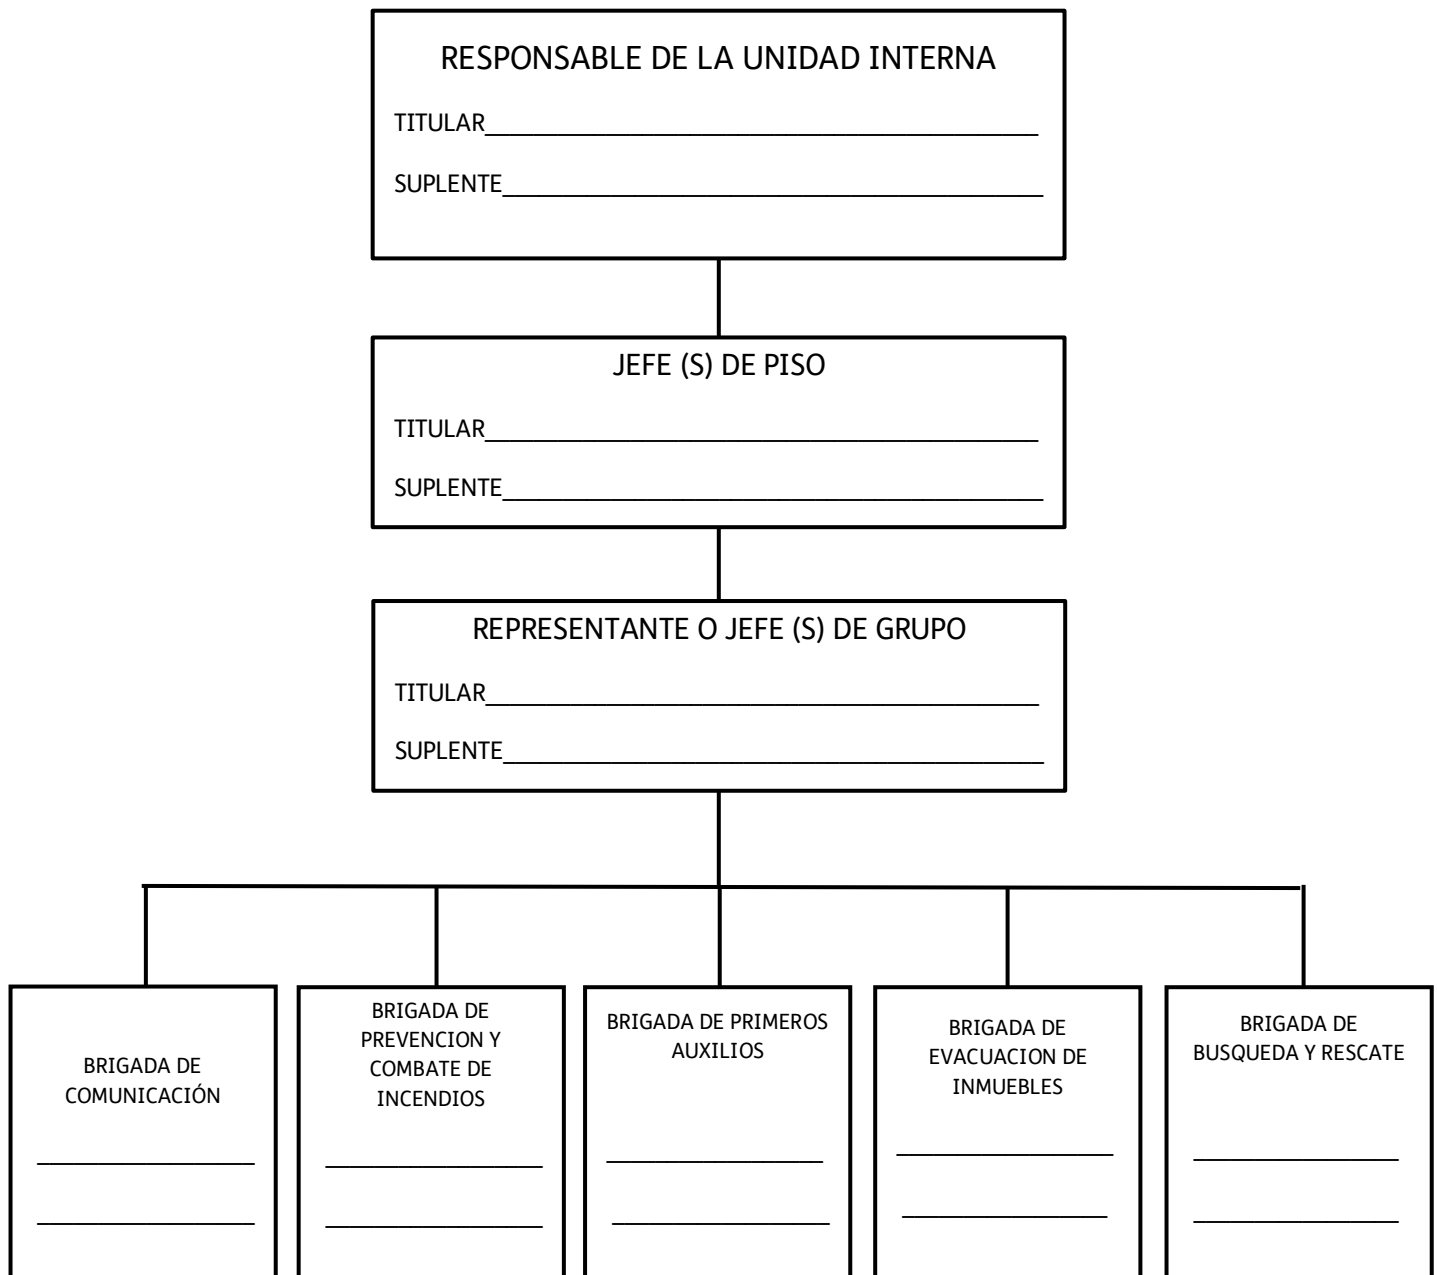 RESPONSABLE DE LA UNIDAD INTERNA
TITULAR
SUPLENTE
JEFE (S) DE PISO
TITULAR
SUPLENTE
REPRESENTANTE O JEFE (S) DE GRUPO
TITULAR
SUPLENTE
BRIGADA DE
COMUNICACIÓN
BRIGADA DE
PREVENCION Y
COMBATE DE
INCENDIOS
BRIGADA DE PRIMEROS
AUXILIOS
BRIGADA DE
EVACUACION DE
INMUEBLES
BRIGADA DE
BUSQUEDA Y RESCATE